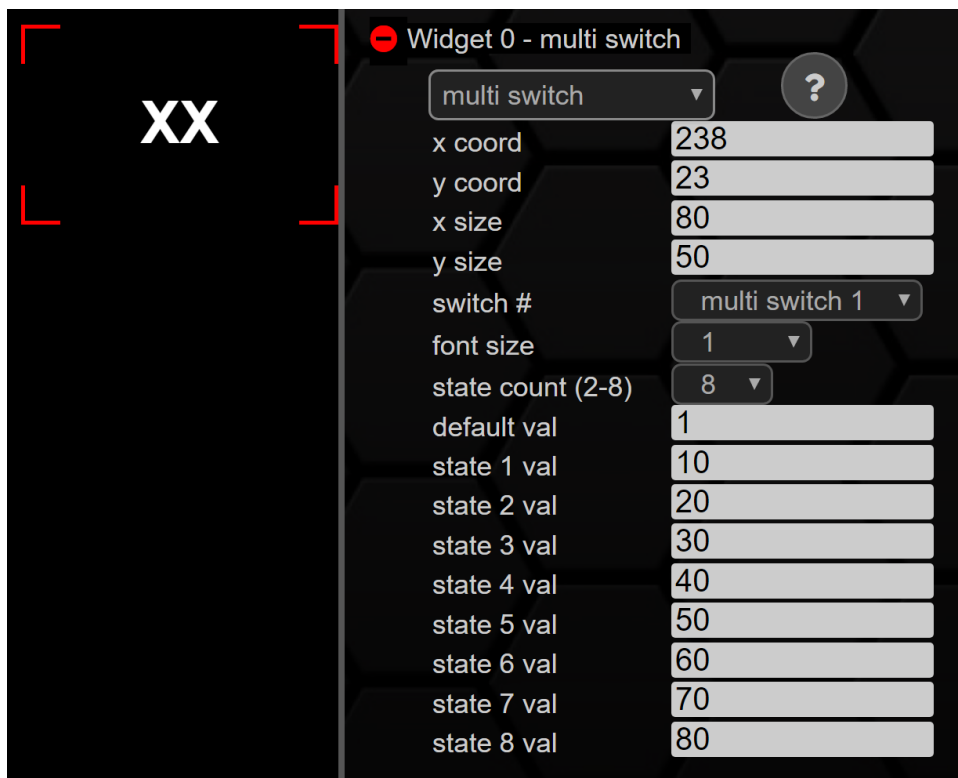 XX
Widget 0 - multi switch
multi switch ▼ ?
x coord 238
y coord 23
x size 80
y size 50
switch # multi switch 1 ▼
font size 1 ▼
state count (2-8) 8 ▼
default val 1
state 1 val 10
state 2 val 20
state 3 val 30
state 4 val 40
state 5 val 50
state 6 val 60
state 7 val 70
state 8 val 80